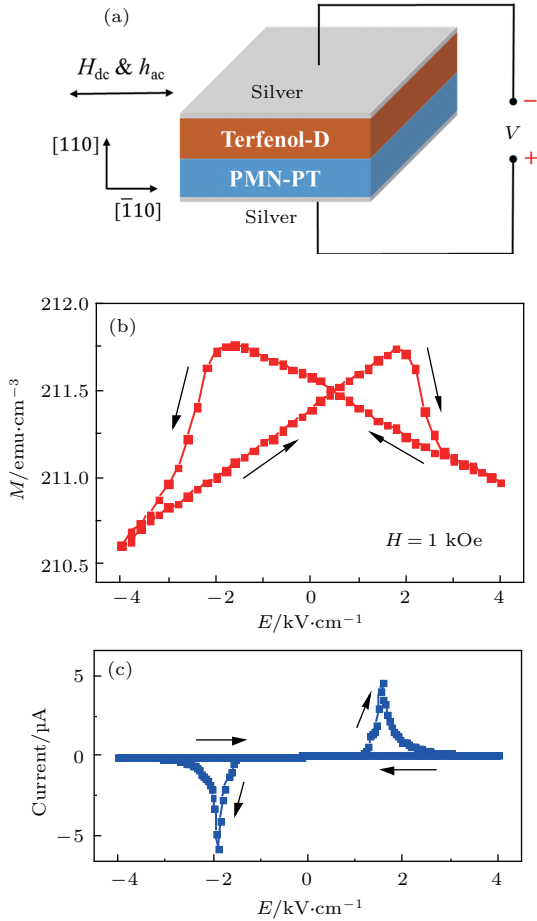 (a)
H_dc & h_ac
Silver
[110]
Terfenol-D
PMN-PT
[1̄10]
Silver
−
V
+
(b)
212.0
211.5
211.0
210.5
M/emu·cm⁻³
H = 1 kOe
−4 −2 0 2 4
E/kV·cm⁻¹
(c)
5
0
−5
Current/µA
−4 −2 0 2 4
E/kV·cm⁻¹